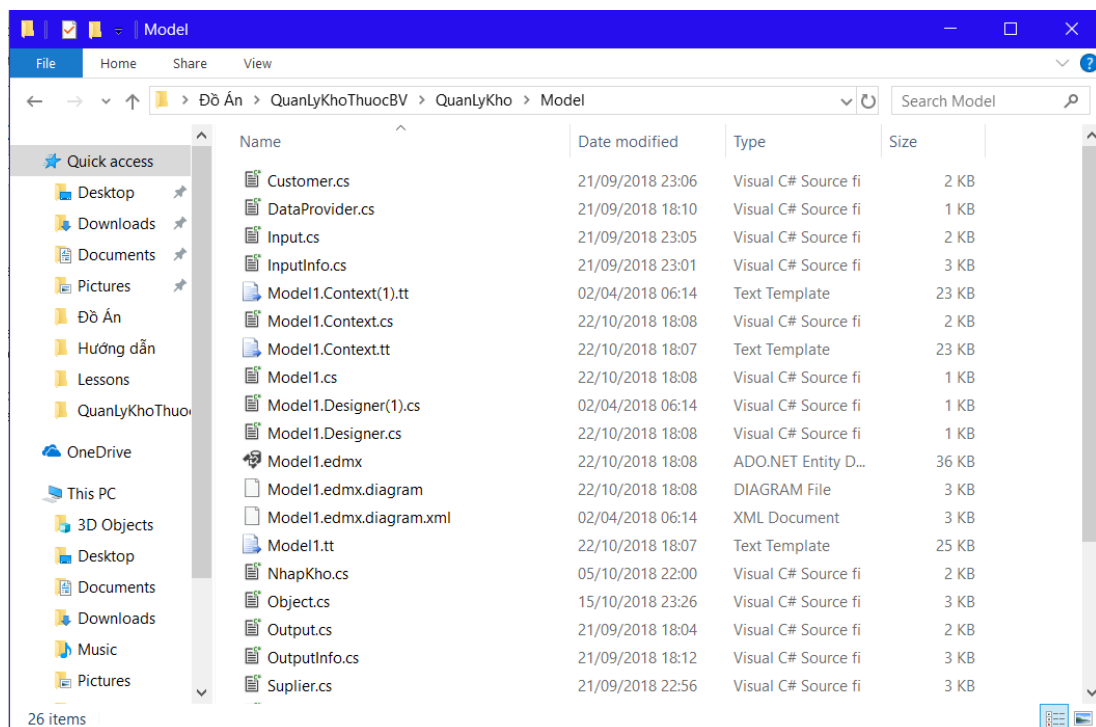 Model
File Home Share View
Đồ Án > QuanLyKhoThuocBV > QuanLyKho > Model Search Model
Name Date modified Type Size
Quick access
Desktop
Downloads
Documents
Pictures
Đồ Án
Hướng dẫn
Lessons
QuanLyKhoThuo
OneDrive
This PC
3D Objects
Desktop
Documents
Downloads
Music
Pictures
Customer.cs 21/09/2018 23:06 Visual C# Source fi 2 KB
DataProvider.cs 21/09/2018 18:10 Visual C# Source fi 1 KB
Input.cs 21/09/2018 23:05 Visual C# Source fi 2 KB
InputInfo.cs 21/09/2018 23:01 Visual C# Source fi 3 KB
Model1.Context(1).tt 02/04/2018 06:14 Text Template 23 KB
Model1.Context.cs 22/10/2018 18:08 Visual C# Source fi 2 KB
Model1.Context.tt 22/10/2018 18:07 Text Template 23 KB
Model1.cs 22/10/2018 18:08 Visual C# Source fi 1 KB
Model1.Designer(1).cs 02/04/2018 06:14 Visual C# Source fi 1 KB
Model1.Designer.cs 22/10/2018 18:08 Visual C# Source fi 1 KB
Model1.edmx 22/10/2018 18:08 ADO.NET Entity D... 36 KB
Model1.edmx.diagram 22/10/2018 18:08 DIAGRAM File 3 KB
Model1.edmx.diagram.xml 02/04/2018 06:14 XML Document 3 KB
Model1.tt 22/10/2018 18:07 Text Template 25 KB
NhapKho.cs 05/10/2018 22:00 Visual C# Source fi 2 KB
Object.cs 15/10/2018 23:26 Visual C# Source fi 3 KB
Output.cs 21/09/2018 18:04 Visual C# Source fi 2 KB
OutputInfo.cs 21/09/2018 18:12 Visual C# Source fi 3 KB
Suplier.cs 21/09/2018 22:56 Visual C# Source fi 3 KB
26 items